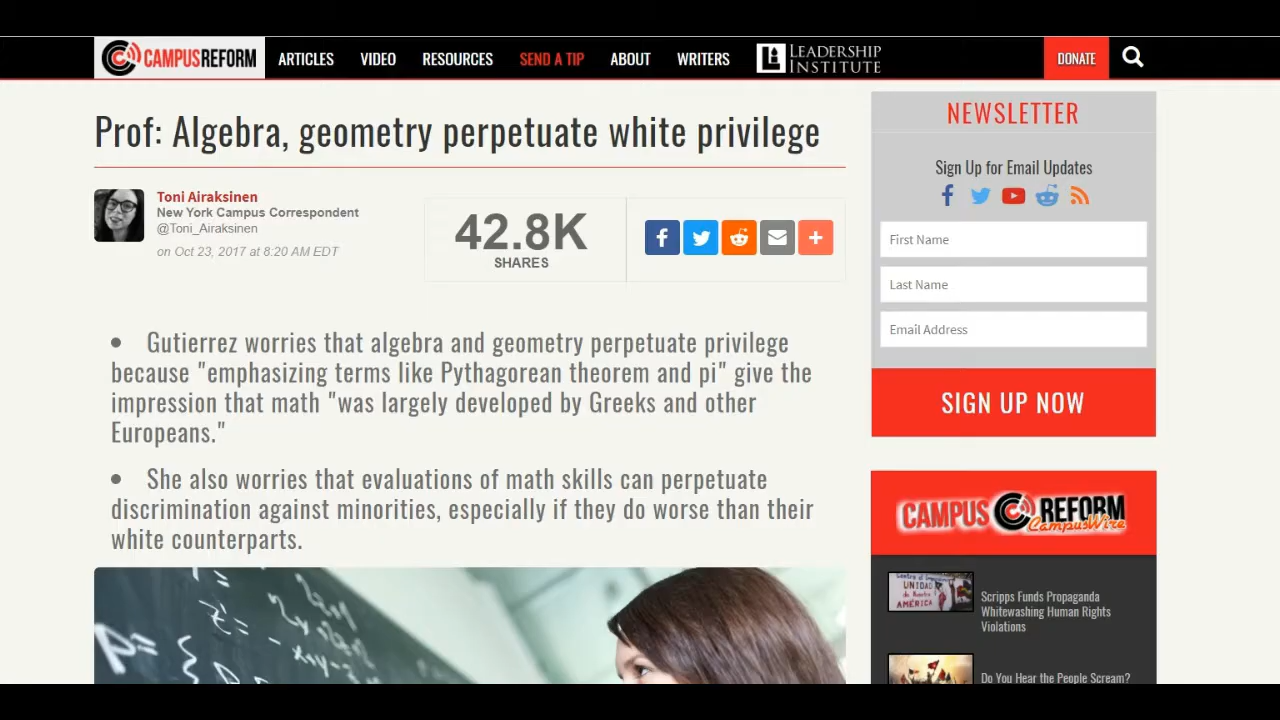 CAMPUSREFORM ARTICLES VIDEO RESOURCES SEND A TIP ABOUT WRITERS LEADERSHIP INSTITUTE DONATE
Prof: Algebra, geometry perpetuate white privilege
Toni Airaksinen
New York Campus Correspondent
@Toni_Airaksinen
on Oct 23, 2017 at 8:20 AM EDT
42.8K
SHARES
• Gutierrez worries that algebra and geometry perpetuate privilege
because "emphasizing terms like Pythagorean theorem and pi" give the
impression that math "was largely developed by Greeks and other
Europeans."
• She also worries that evaluations of math skills can perpetuate
discrimination against minorities, especially if they do worse than their
white counterparts.
NEWSLETTER
Sign Up for Email Updates
First Name
Last Name
Email Address
SIGN UP NOW
CAMPUS REFORM
CampusWire
UNIDAD
AMÉRICA
Scripps Funds Propaganda
Whitewashing Human Rights
Violations
Do You Hear the People Scream?